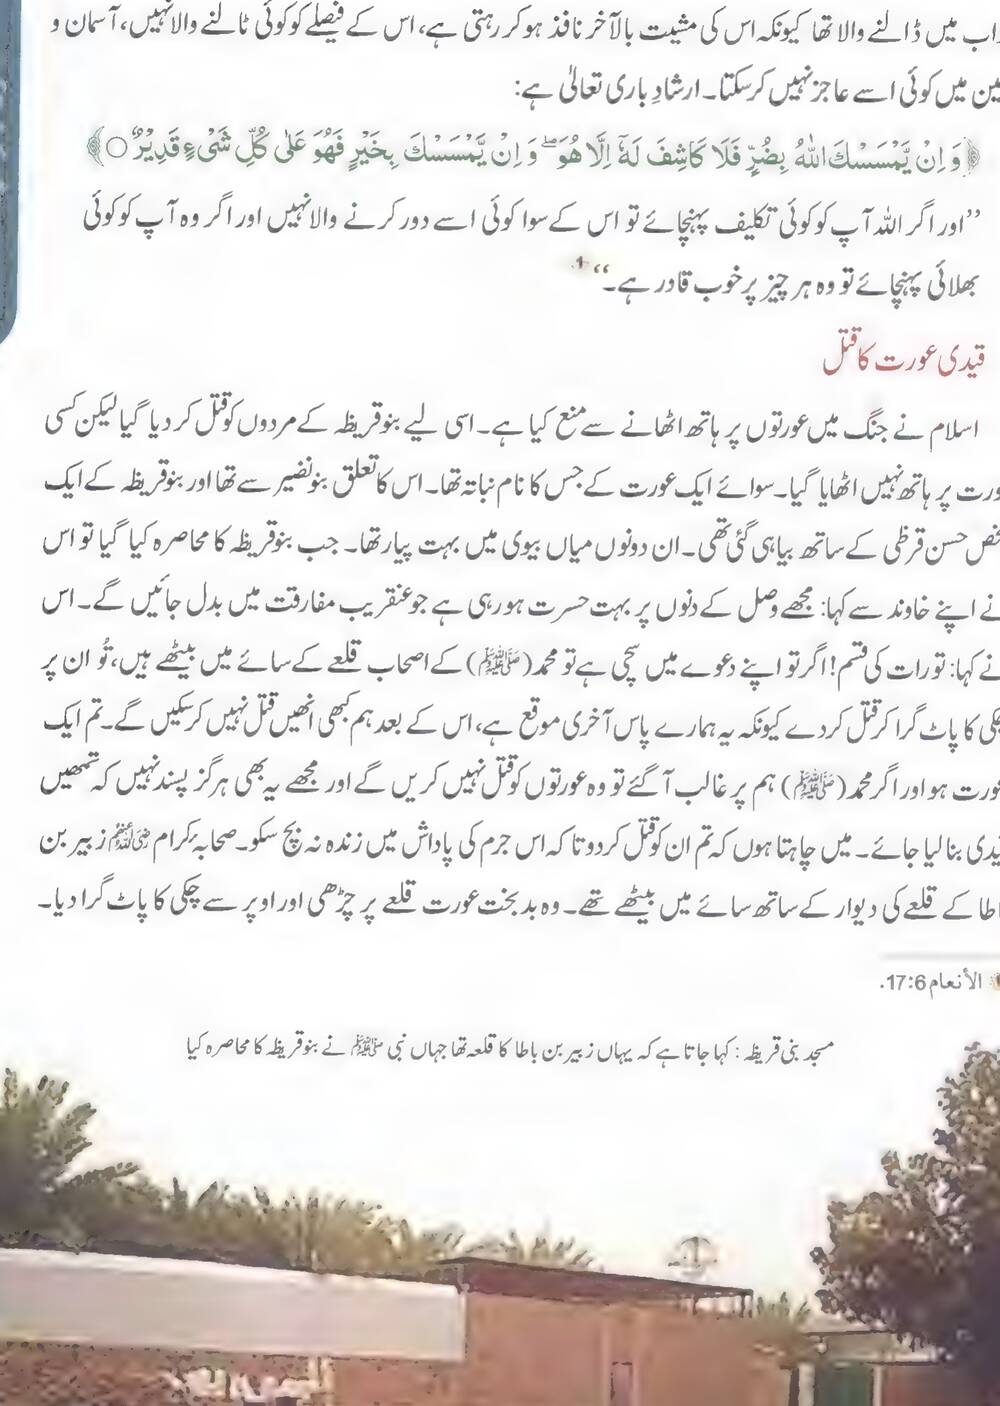 میں ڈالنے والا تھا کیونکہ اس کی مشیت بالآخر نافذ ہو کر رہتی ہے، اس کے فیصلے کو کوئی ٹالنے والا نہیں، آسمان و
میں کوئی اسے عاجز نہیں کر سکتا۔ ارشادِ باری تعالیٰ ہے:
﴿وَ اِنْ یَّمْسَسْكَ اللّٰهُ بِضُرٍّ فَلَا كَاشِفَ لَهٗۤ اِلَّا هُوَ ؕ وَ اِنْ یَّمْسَسْكَ بِخَیْرٍ فَهُوَ عَلٰی كُلِّ شَیْءٍ قَدِیْرٌ ○﴾
’’اور اگر اللہ آپ کو کوئی تکلیف پہنچائے تو اس کے سوا کوئی اسے دور کرنے والا نہیں اور اگر وہ آپ کو کوئی
بھلائی پہنچائے تو وہ ہر چیز پر خوب قادر ہے۔‘‘ 1
قیدی عورت کا قتل
اسلام نے جنگ میں عورتوں پر ہاتھ اٹھانے سے منع کیا ہے۔ اسی لیے بنو قریظہ کے مردوں کو قتل کر دیا گیا لیکن کسی
پر ہاتھ نہیں اٹھایا گیا۔ سوائے ایک عورت کے جس کا نام نباتہ تھا۔ اس کا تعلق بنو نضیر سے تھا اور بنو قریظہ کے ایک
حسن قرظی کے ساتھ بیاہی گئی تھی۔ ان دونوں میاں بیوی میں بہت پیار تھا۔ جب بنو قریظہ کا محاصرہ کیا گیا تو اس
نے اپنے خاوند سے کہا: مجھے وصل کے دنوں پر بہت حسرت ہو رہی ہے جو عنقریب مفارقت میں بدل جائیں گے۔ اس
نے کہا: تورات کی قسم! اگر تو اپنے دعوے میں سچی ہے تو محمد (ﷺ) کے اصحاب قلعے کے سائے میں بیٹھے ہیں، تُو ان پر
کا پاٹ گرا کر قتل کر دے کیونکہ یہ ہمارے پاس آخری موقع ہے، اس کے بعد ہم کبھی انھیں قتل نہیں کر سکیں گے۔ تم ایک
ہو اور اگر محمد (ﷺ) ہم پر غالب آ گئے تو وہ عورتوں کو قتل نہیں کریں گے اور مجھے یہ بھی ہرگز پسند نہیں کہ تمھیں
بنا لیا جائے۔ میں چاہتا ہوں کہ تم ان کو قتل کر دو تاکہ اس جرم کی پاداش میں زندہ نہ بچ سکو۔ صحابۂ کرام رضی اللہ عنہم زبیر بن
کے قلعے کی دیوار کے ساتھ سائے میں بیٹھے تھے۔ وہ بدبخت عورت قلعے پر چڑھی اور اوپر سے چکی کا پاٹ گرا دیا۔
الأنعام 17:6.
مسجد بنی قریظہ : کہا جاتا ہے کہ یہاں زبیر بن باطا کا قلعہ تھا جہاں نبی ﷺ نے بنو قریظہ کا محاصرہ کیا